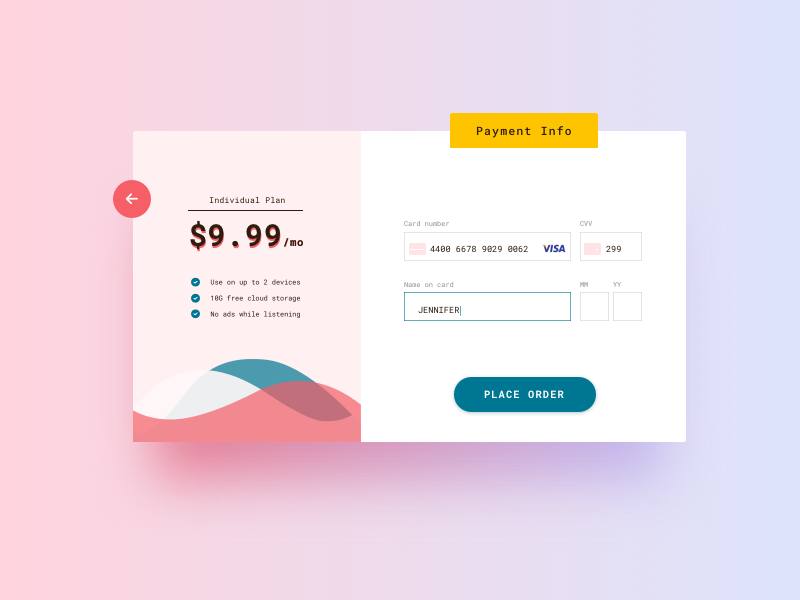 Payment Info
Individual Plan
$9.99/mo
Use on up to 2 devices
10G free cloud storage
No ads while listening
Card number CVV
4400 6678 9029 0062 VISA 299
Name on card MM YY
JENNIFER
PLACE ORDER